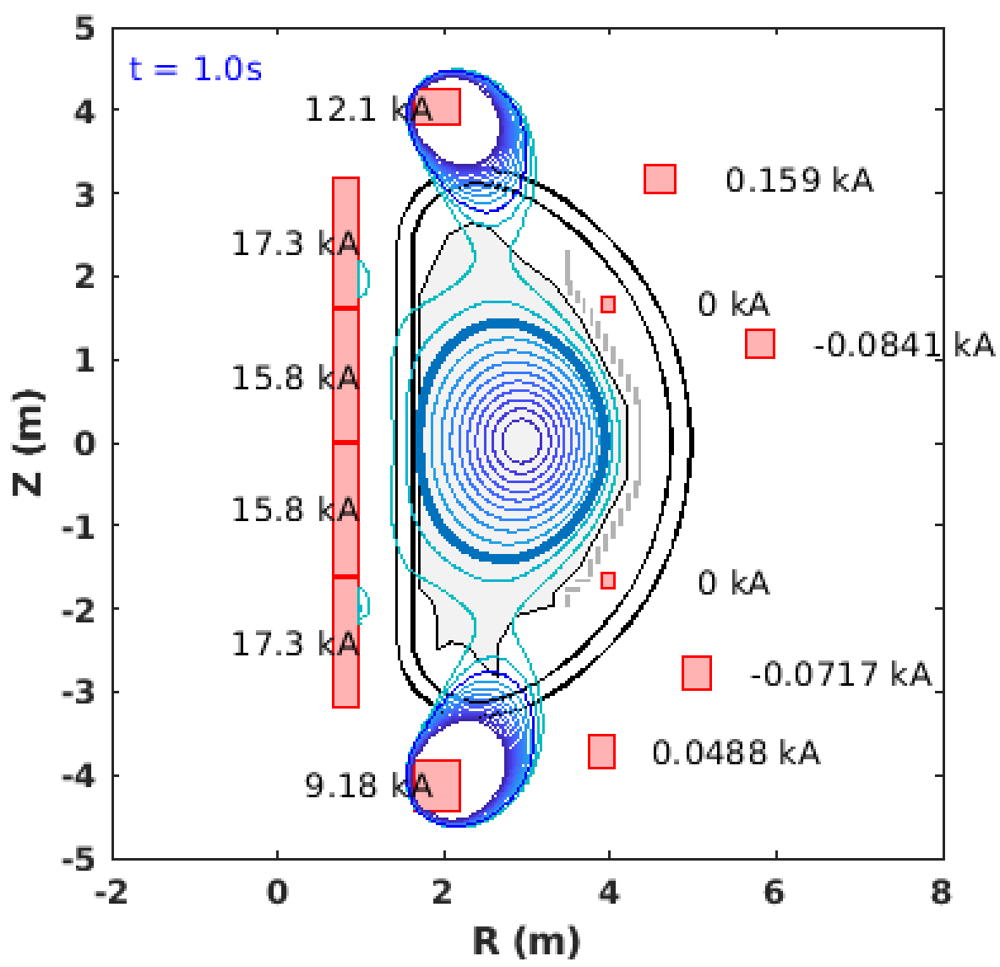 t = 1.0s
12.1 kA
0.159 kA
17.3 kA
0 kA
-0.0841 kA
15.8 kA
15.8 kA
0 kA
17.3 kA
-0.0717 kA
0.0488 kA
9.18 kA
5
4
3
2
1
0
-1
-2
-3
-4
-5
Z (m)
-2
0
2
4
6
8
R (m)